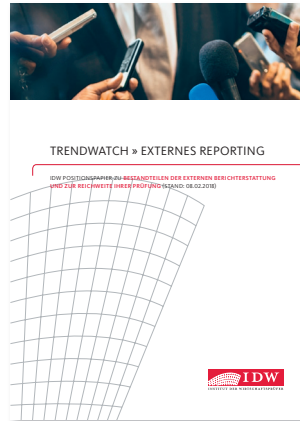 TRENDWATCH » EXTERNES REPORTING
IDW POSITIONSPAPIER ZU BESTANDTEILEN DER EXTERNEN BERICHTERSTATTUNG
UND ZUR REICHWEITE IHRER PRÜFUNG (STAND: 08.02.2018)
IDW
INSTITUT DER WIRTSCHAFTSPRÜFER